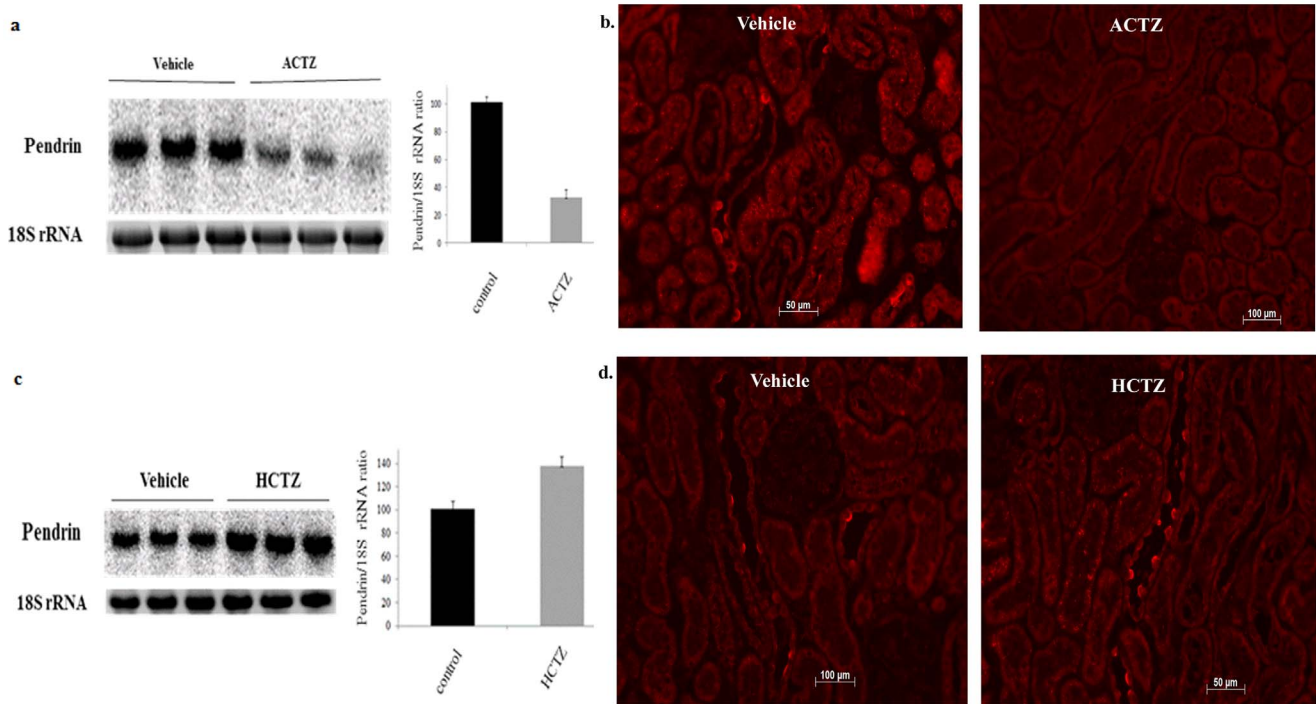 a
Vehicle ACTZ
Pendrin
18S rRNA
Pendrin/18S rRNA ratio
100
80
60
40
20
0
control
ACTZ
b.
Vehicle
50 µm
ACTZ
100 µm
c
Vehicle HCTZ
Pendrin
18S rRNA
Pendrin/18S rRNA ratio
140
120
100
80
60
40
20
0
control
HCTZ
d.
Vehicle
100 µm
HCTZ
50 µm